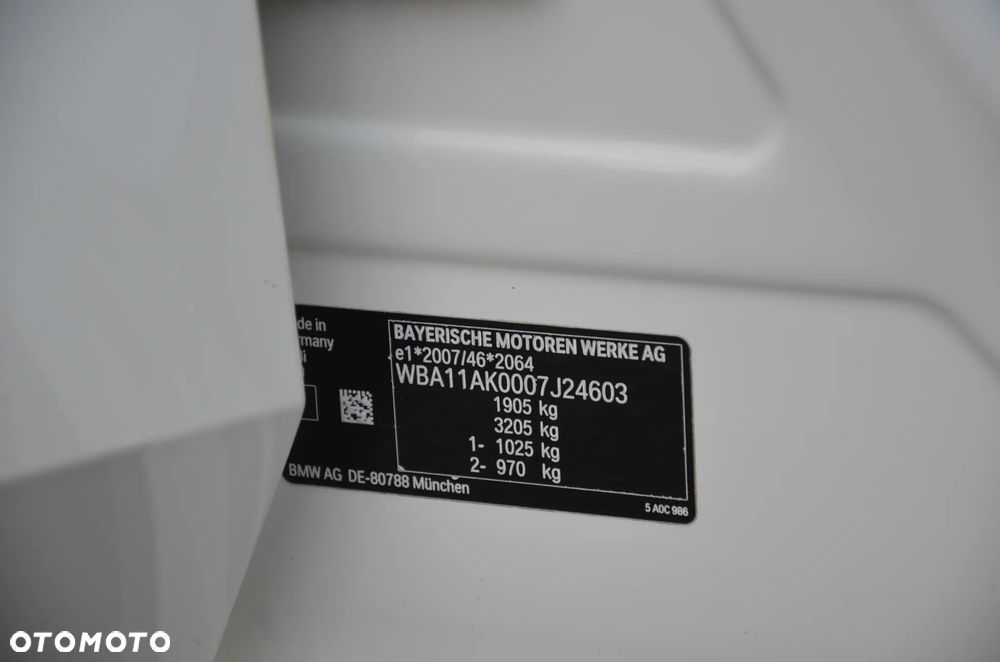 de in
rmany
BAYERISCHE MOTOREN WERKE AG
e1*2007/46*2064
WBA11AK0007J24603
1905 kg
3205 kg
1- 1025 kg
2- 970 kg
BMW AG DE-80788 München
5 A0C 986
OTOMOTO